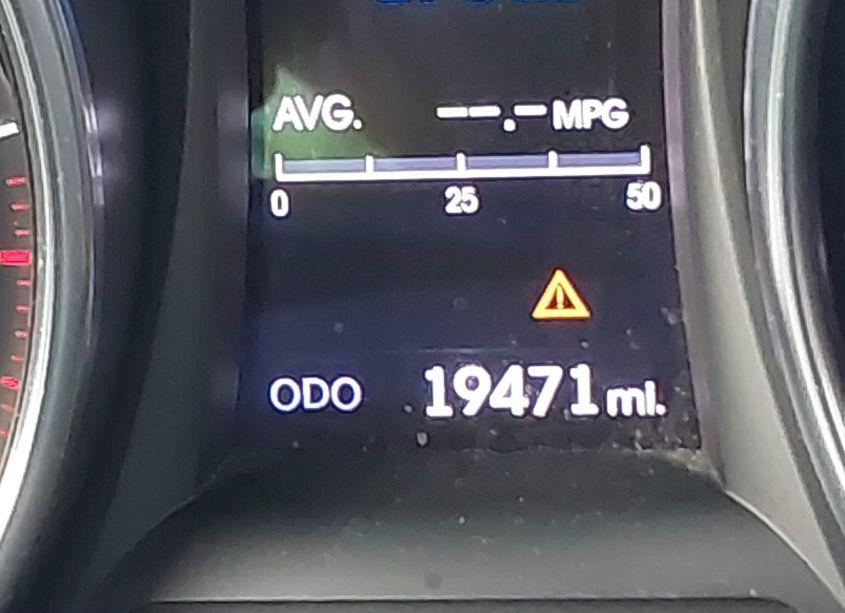 AVG. --.- MPG
0 25 50
ODO 19471 mi.